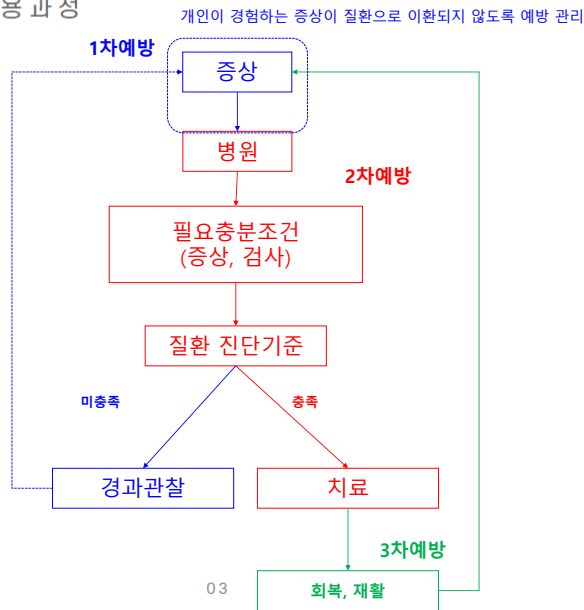 용 과 정
개인이 경험하는 증상이 질환으로 이환되지 않도록 예방 관리
1차예방
증상
병원
2차예방
필요충분조건
(증상, 검사)
질환 진단기준
미충족
충족
경과관찰
치료
3차예방
03
회복, 재활